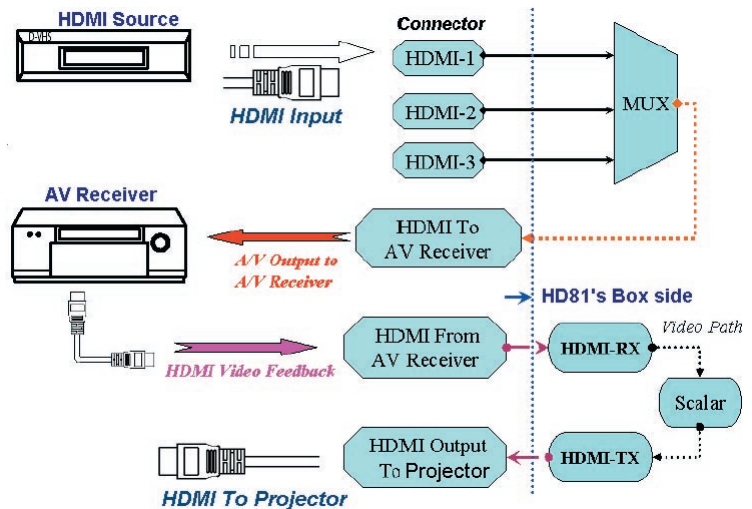 HDMI Source
D-VHS
Connector
HDMI-1
HDMI Input
HDMI-2
MUX
HDMI-3
AV Receiver
HDMI To
AV Receiver
A/V Output to
A/V Receiver
HD81's Box side
Video Path
HDMI From
AV Receiver
HDMI-RX
HDMI Video Feedback
Scalar
HDMI Output
To Projector
HDMI-TX
HDMI To Projector